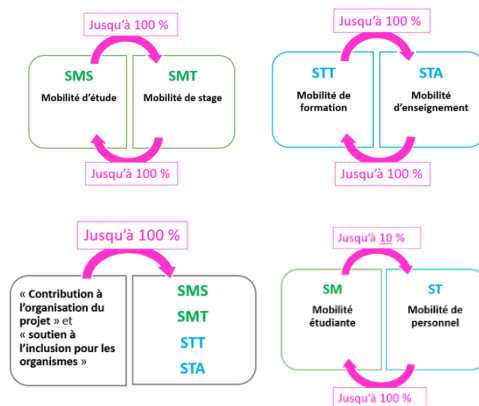 Jusqu'à 100 %
SMS
Mobilité d'étude
SMT
Mobilité de stage
Jusqu'à 100 %
Jusqu'à 100 %
STT
Mobilité de
formation
STA
Mobilité
d'enseignement
Jusqu'à 100 %
Jusqu'à 100 %
« Contribution à
l'organisation du
projet » et
« soutien à
l'inclusion pour les
organismes »
SMS
SMT
STT
STA
Jusqu'à 10 %
SM
Mobilité
étudiante
ST
Mobilité de
personnel
Jusqu'à 100 %